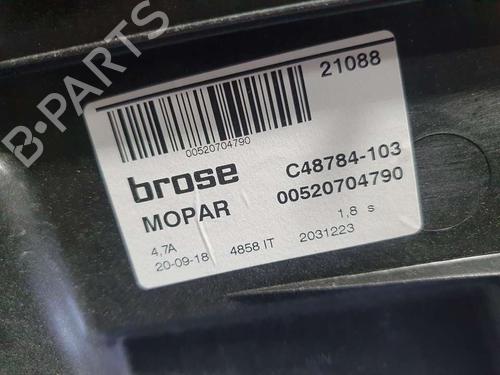 21088
00520704790
brose C48784-103
MOPAR 00520704790
4,7A 1,8 s
20-09-18 4858 IT 2031223
B-PARTS